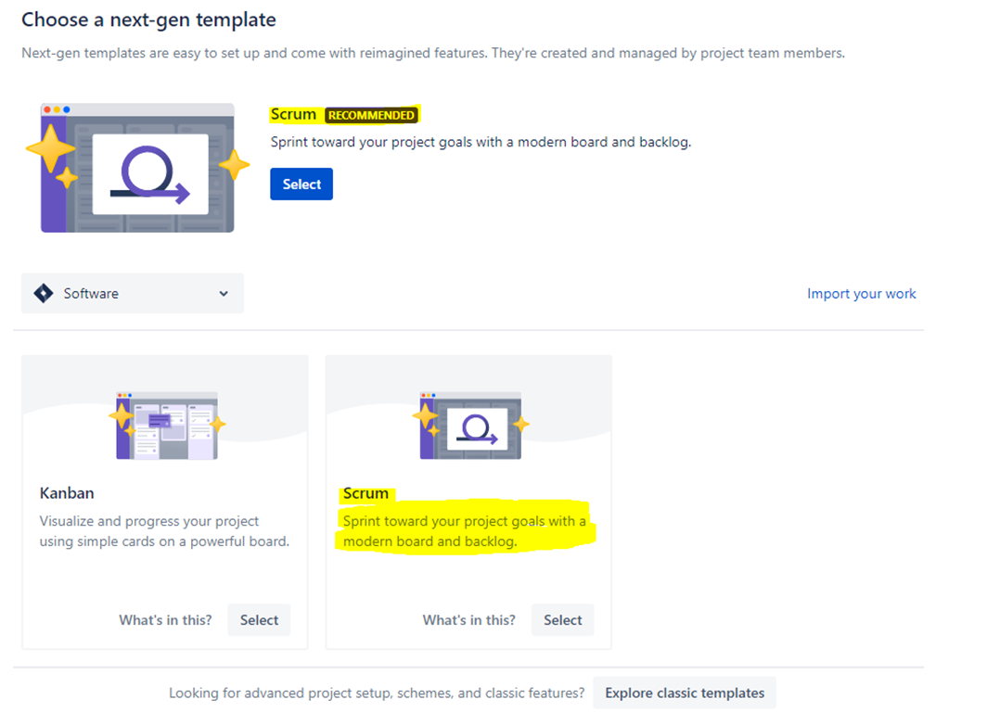 Choose a next-gen template
Next-gen templates are easy to set up and come with reimagined features. They're created and managed by project team members.
Scrum RECOMMENDED
Sprint toward your project goals with a modern board and backlog.
Select
Software
Import your work
Kanban
Visualize and progress your project
using simple cards on a powerful board.
What's in this? Select
Scrum
Sprint toward your project goals with a
modern board and backlog.
What's in this? Select
Looking for advanced project setup, schemes, and classic features? Explore classic templates